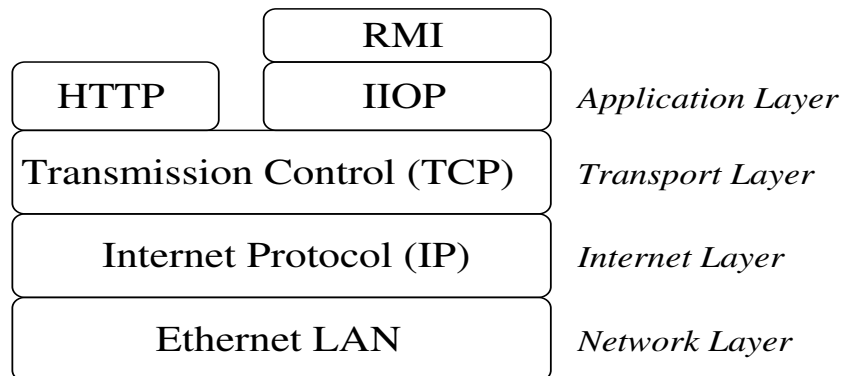 RMI
HTTP IIOP Application Layer
Transmission Control (TCP) Transport Layer
Internet Protocol (IP) Internet Layer
Ethernet LAN Network Layer